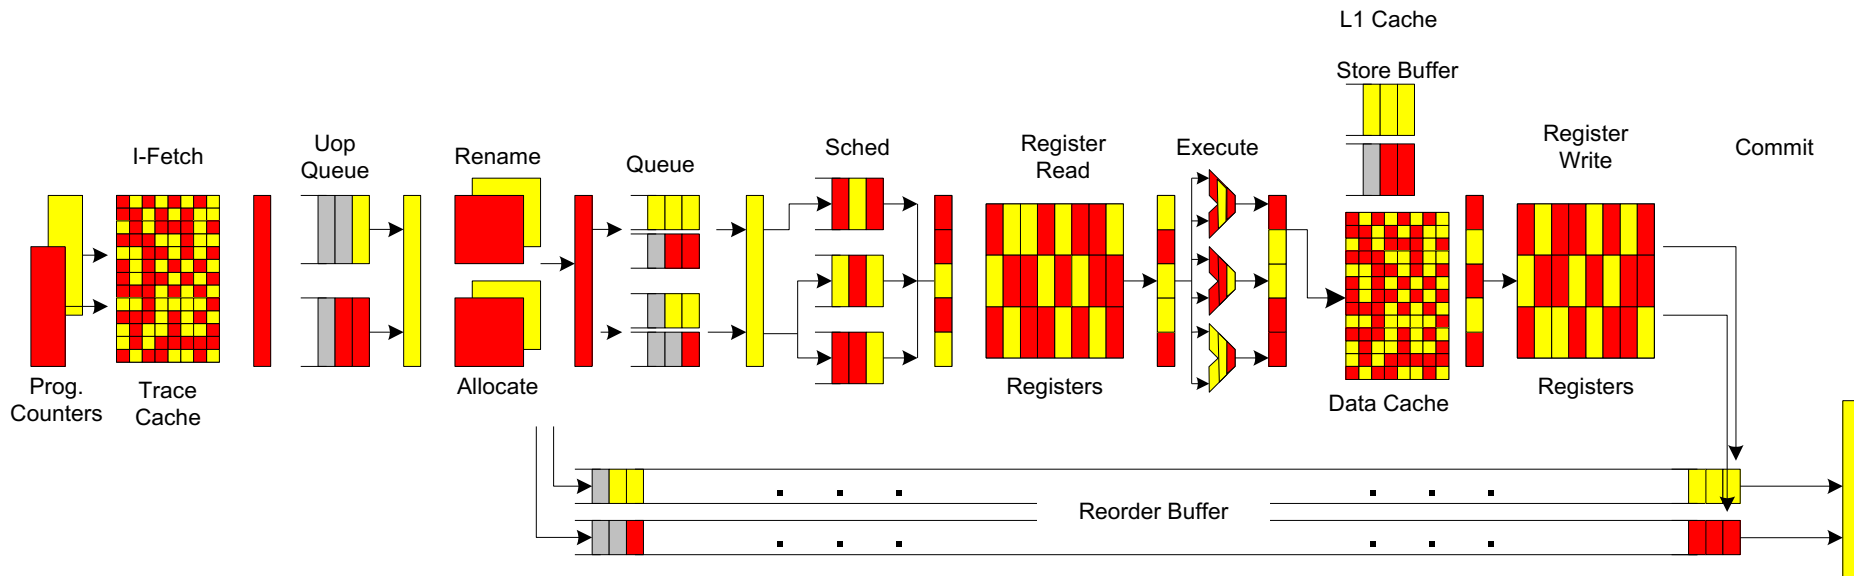 L1 Cache
Store Buffer
I-Fetch
Uop
Queue
Rename
Queue
Sched
Register
Read
Execute
Register
Write
Commit
Prog.
Counters
Trace
Cache
Allocate
Registers
Data Cache
Registers
Reorder Buffer